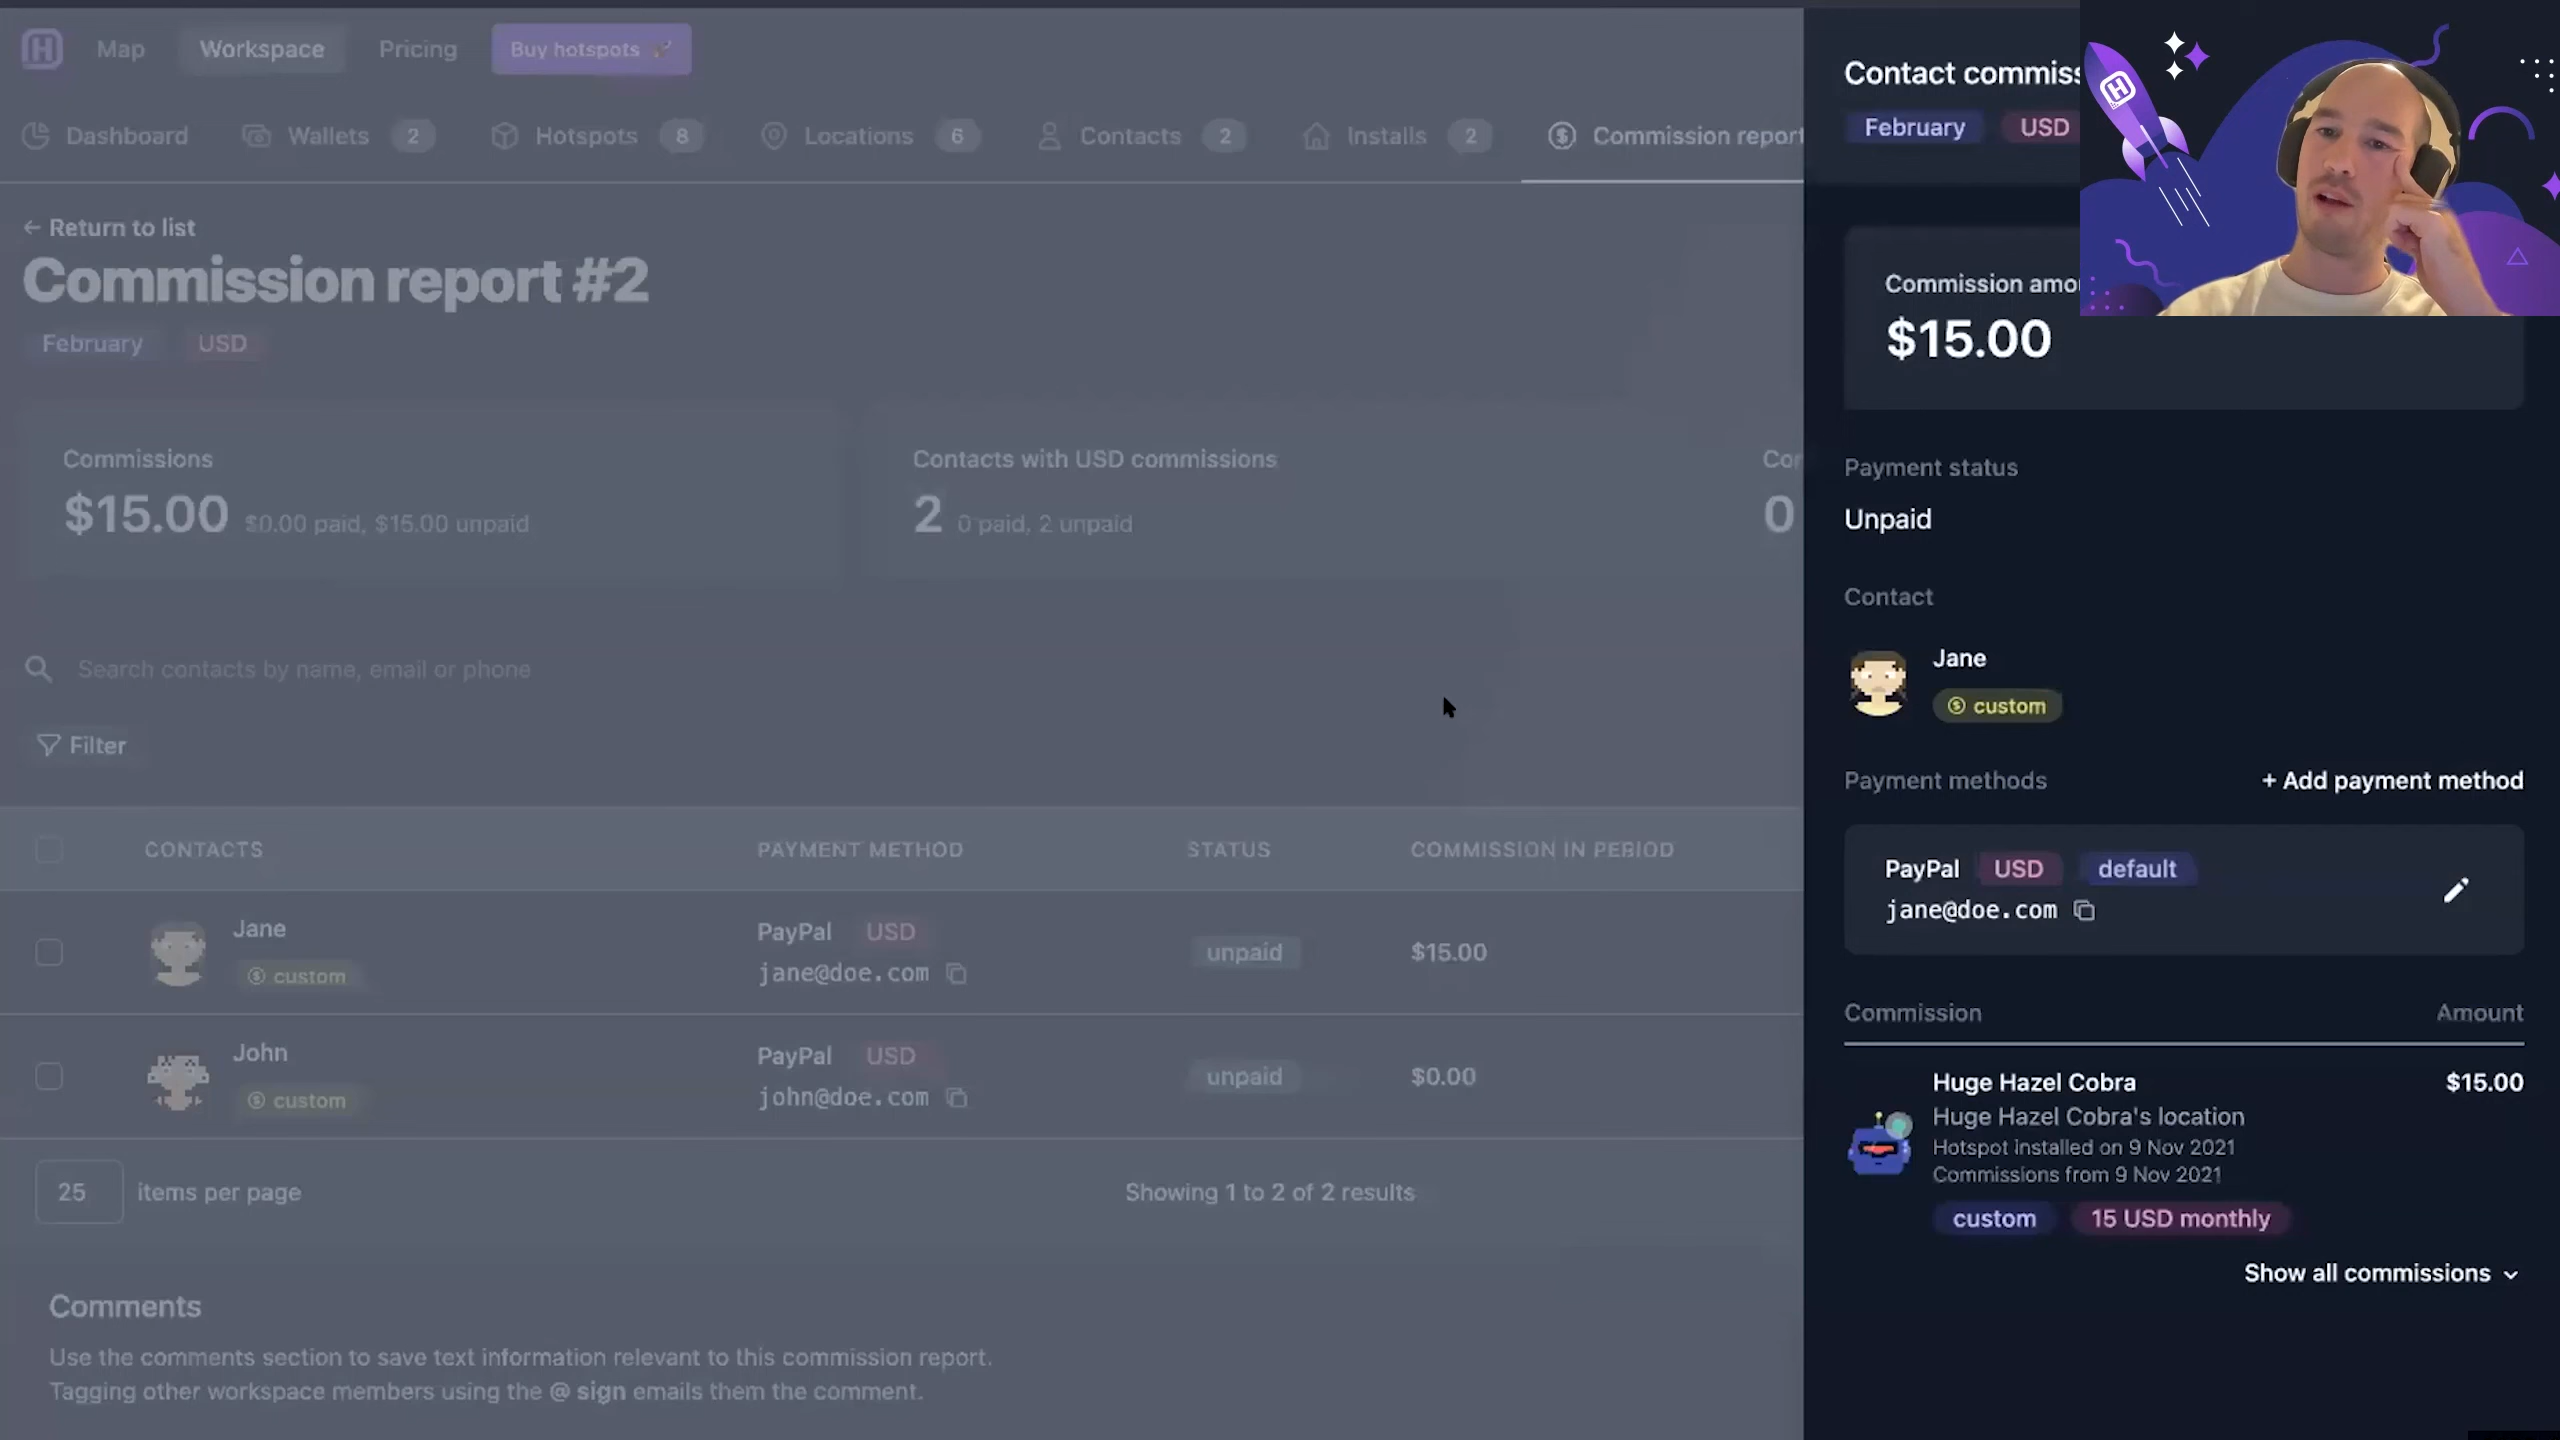 Map
Workspace
Pricing
Buy hotspots
Dashboard
Wallets 2
Hotspots 8
Locations 6
Contacts 2
Installs 2
Commission report
← Return to list
Commission report #2
February USD
Commissions
$15.00 $0.00 paid, $15.00 unpaid
Contacts with USD commissions
2 0 paid, 2 unpaid
0
Search contacts by name, email or phone
Filter
CONTACTS PAYMENT METHOD STATUS COMMISSION IN PERIOD
Jane
custom
PayPal USD
jane@doe.com
unpaid
$15.00
John
custom
PayPal USD
john@doe.com
unpaid
$0.00
25 items per page
Showing 1 to 2 of 2 results
Comments
Use the comments section to save text information relevant to this commission report.
Tagging other workspace members using the @ sign emails them the comment.
Contact commiss
February USD
Commission amo
$15.00
Payment status
Unpaid
Contact
Jane
custom
Payment methods + Add payment method
PayPal USD default
jane@doe.com
Commission Amount
Huge Hazel Cobra $15.00
Huge Hazel Cobra's location
Hotspot installed on 9 Nov 2021
Commissions from 9 Nov 2021
custom 15 USD monthly
Show all commissions